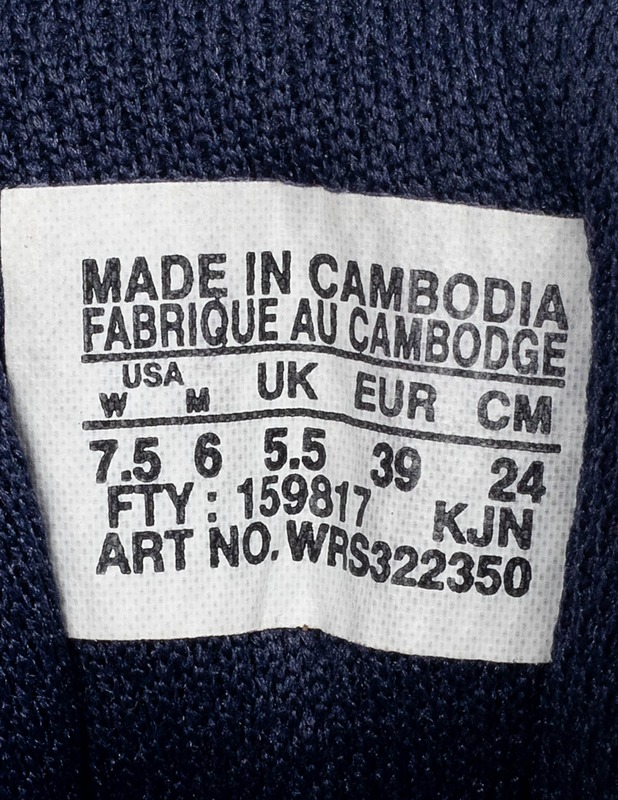 MADE IN CAMBODIA
FABRIQUE AU CAMBODGE
USA UK EUR CM
W M
7.5 6 5.5 39 24
FTY : 159817 KJN
ART NO. WRS322350